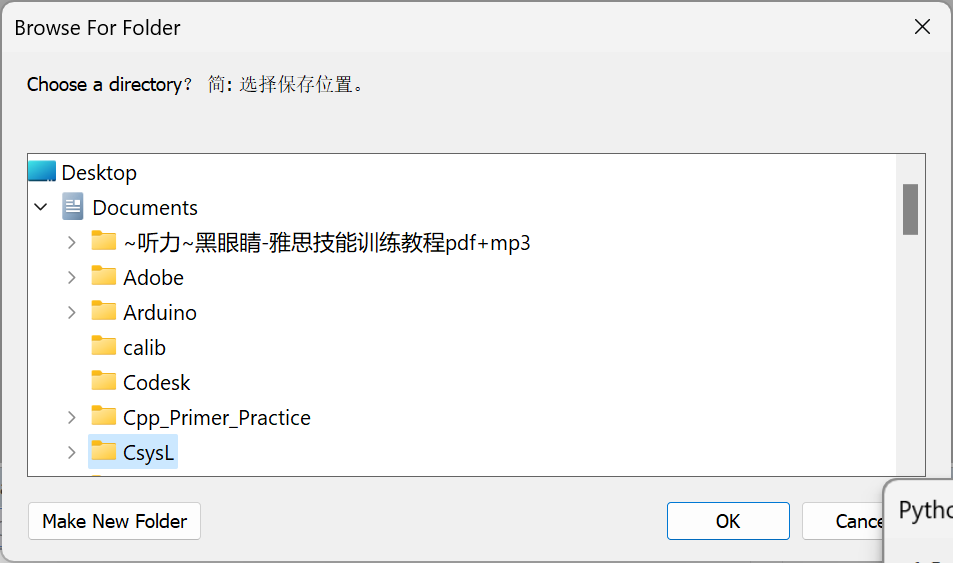 Browse For Folder
Choose a directory? 简: 选择保存位置。
Desktop
Documents
~听力~黑眼睛-雅思技能训练教程pdf+mp3
Adobe
Arduino
calib
Codesk
Cpp_Primer_Practice
CsysL
Make New Folder
OK
Cance
Pytho